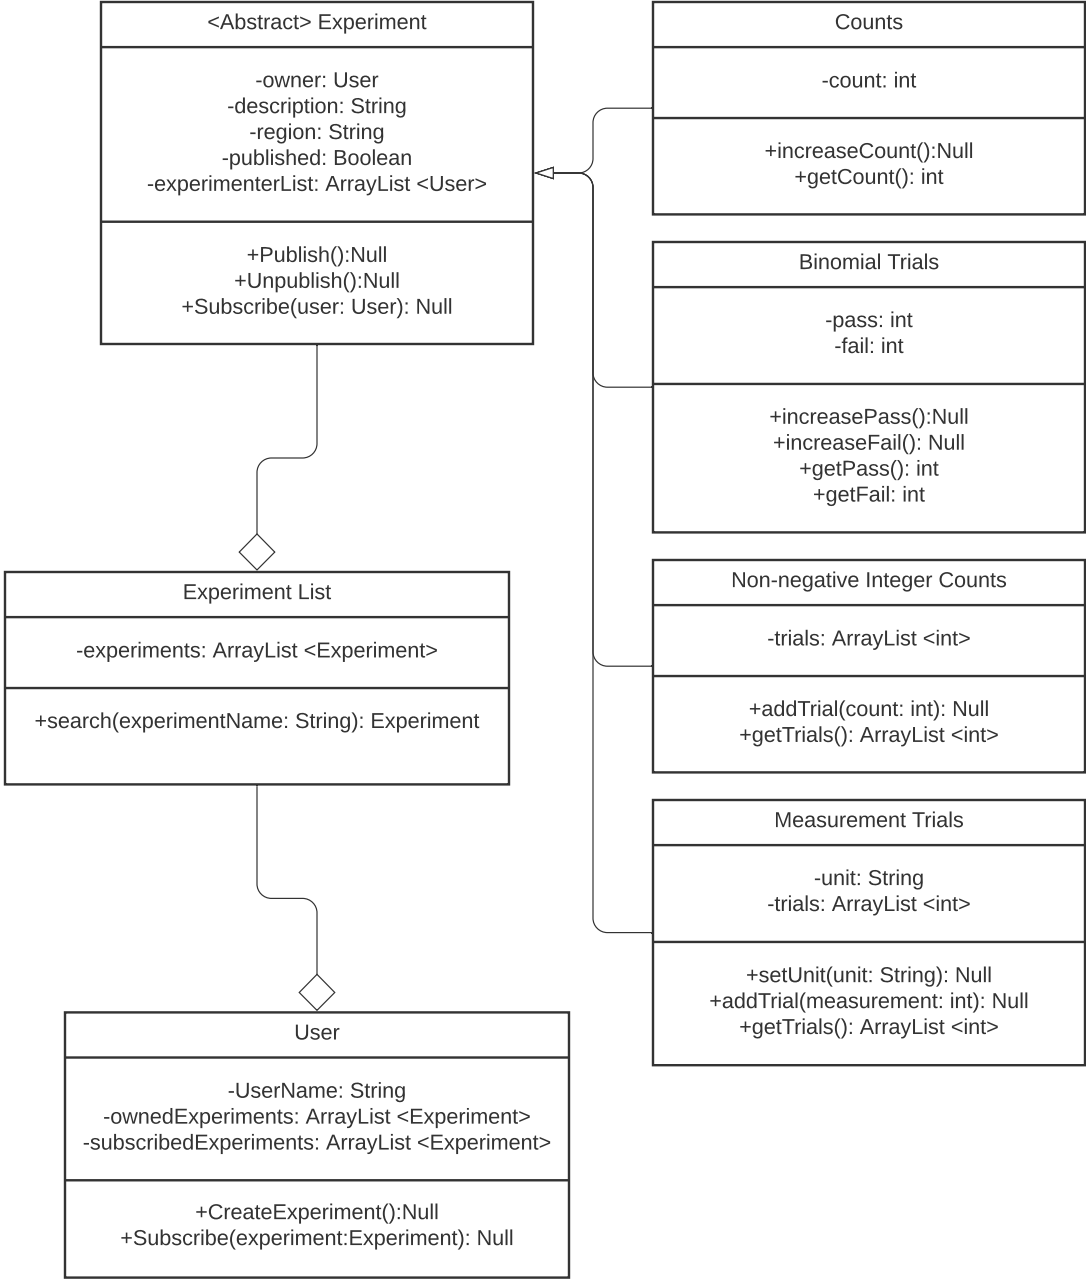 <Abstract> Experiment
-owner: User
-description: String
-region: String
-published: Boolean
-experimenterList: ArrayList <User>
+Publish():Null
+Unpublish():Null
+Subscribe(user: User): Null
Experiment List
-experiments: ArrayList <Experiment>
+search(experimentName: String): Experiment
User
-UserName: String
-ownedExperiments: ArrayList <Experiment>
-subscribedExperiments: ArrayList <Experiment>
+CreateExperiment():Null
+Subscribe(experiment:Experiment): Null
Counts
-count: int
+increaseCount():Null
+getCount(): int
Binomial Trials
-pass: int
-fail: int
+increasePass():Null
+increaseFail(): Null
+getPass(): int
+getFail: int
Non-negative Integer Counts
-trials: ArrayList <int>
+addTrial(count: int): Null
+getTrials(): ArrayList <int>
Measurement Trials
-unit: String
-trials: ArrayList <int>
+setUnit(unit: String): Null
+addTrial(measurement: int): Null
+getTrials(): ArrayList <int>